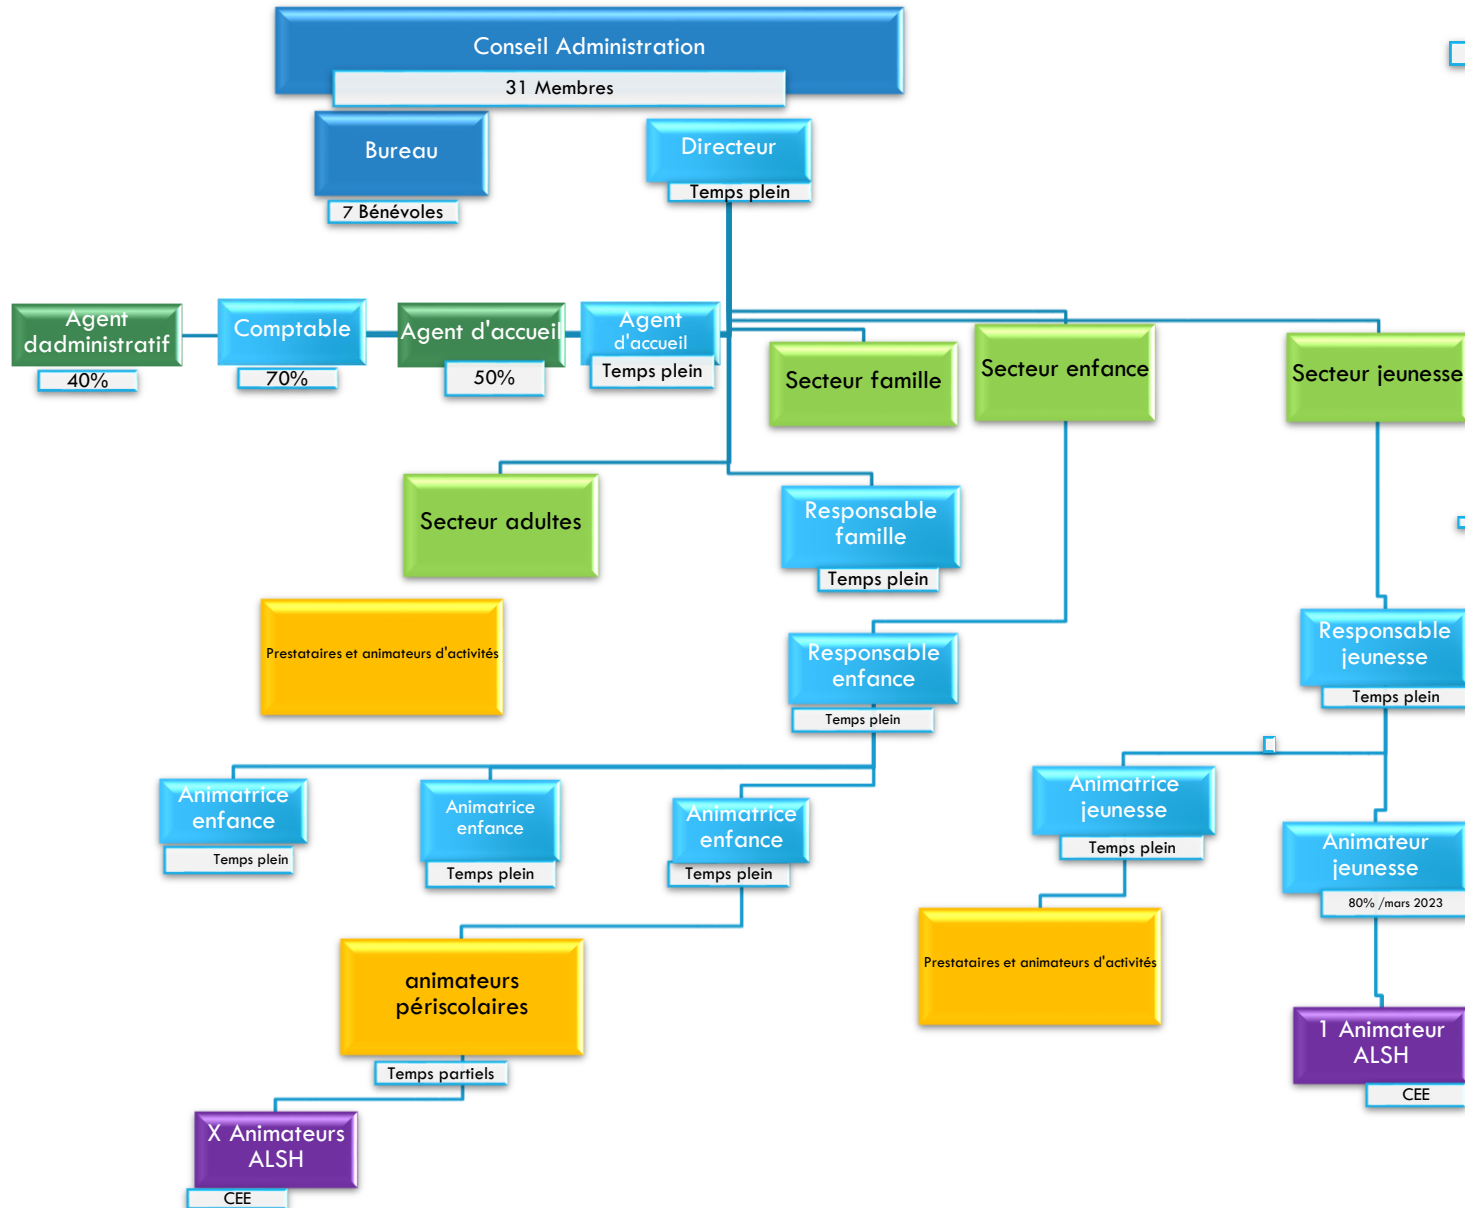 Conseil Administration
31 Membres
Bureau
7 Bénévoles
Directeur
Temps plein
Agent
dadministratif
40%
Comptable
70%
Agent d'accueil
50%
Agent
d'accueil
Temps plein
Secteur famille
Secteur enfance
Secteur jeunesse
Secteur adultes
Responsable
famille
Temps plein
Prestataires et animateurs d'activités
Responsable
enfance
Temps plein
Responsable
jeunesse
Temps plein
Animatrice
enfance
Temps plein
Animatrice
enfance
Temps plein
Animatrice
enfance
Temps plein
Animatrice
jeunesse
Temps plein
Animateur
jeunesse
80% /mars 2023
animateurs
périscolaires
Temps partiels
Prestataires et animateurs d'activités
1 Animateur
ALSH
CEE
X Animateurs
ALSH
CEE